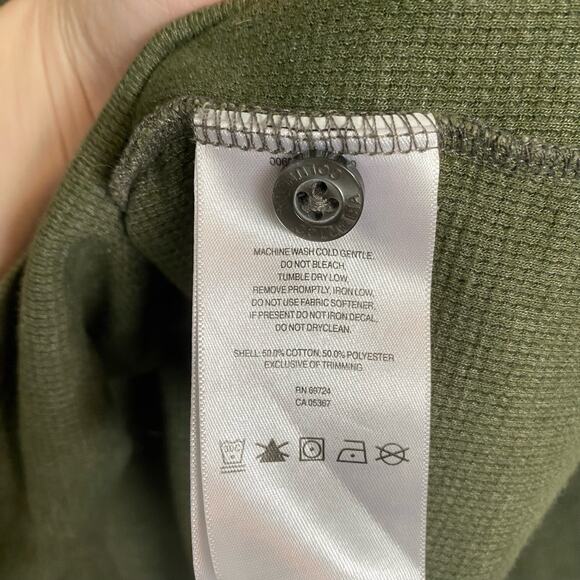 COLUMBIA
MACHINE WASH COLD GENTLE,
DO NOT BLEACH,
TUMBLE DRY LOW,
REMOVE PROMPTLY, IRON LOW,
DO NOT USE FABRIC SOFTENER,
IF PRESENT DO NOT IRON DECAL,
DO NOT DRYCLEAN.
SHELL: 50.0% COTTON, 50.0% POLYESTER
EXCLUSIVE OF TRIMMING.
RN 69724
CA 05367
30C